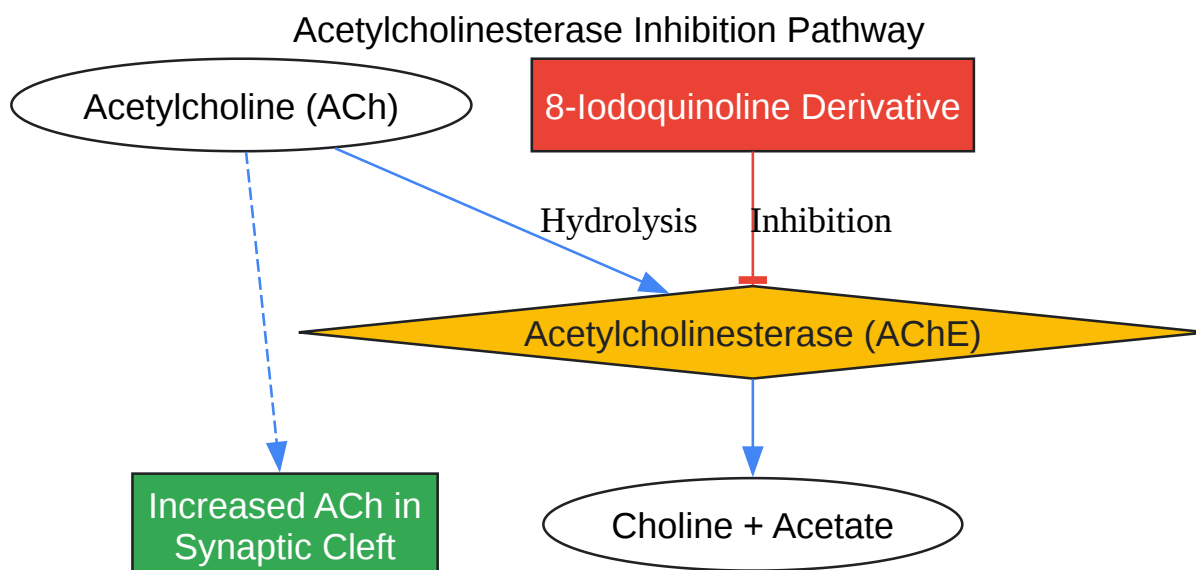 Acetylcholinesterase Inhibition Pathway
Acetylcholine (ACh)
8-Iodoquinoline Derivative
Hydrolysis
Inhibition
Acetylcholinesterase (AChE)
Increased ACh in
Synaptic Cleft
Choline + Acetate